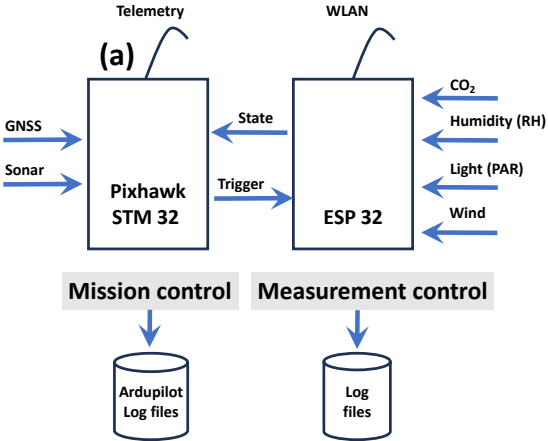 Telemetry
WLAN
(a)
GNSS
Sonar
Pixhawk
STM 32
State
Trigger
ESP 32
CO₂
Humidity (RH)
Light (PAR)
Wind
Mission control
Measurement control
Ardupilot
Log files
Log
files